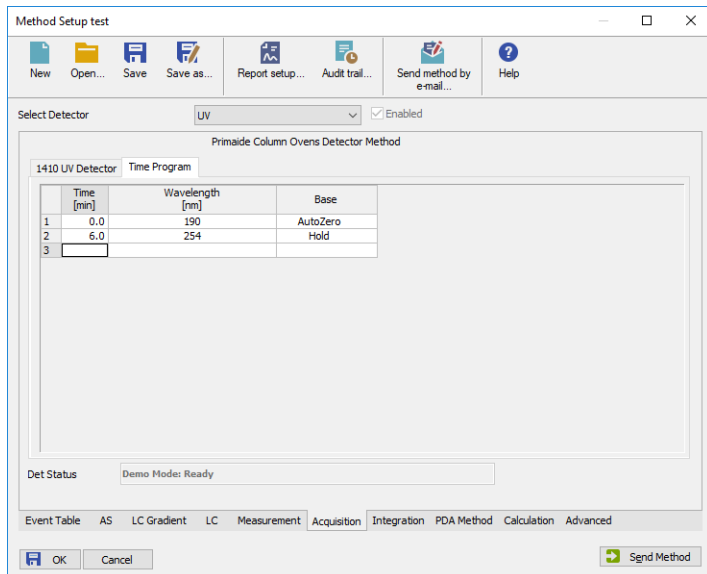 Method Setup test
New Open... Save Save as... Report setup... Audit trail... Send method by e-mail... Help
Select Detector UV Enabled
Primaide Column Ovens Detector Method
1410 UV Detector Time Program
Time [min] Wavelength [nm] Base
1 0.0 190 AutoZero
2 6.0 254 Hold
3
Det Status Demo Mode: Ready
Event Table AS LC Gradient LC Measurement Acquisition Integration PDA Method Calculation Advanced
OK Cancel Send Method